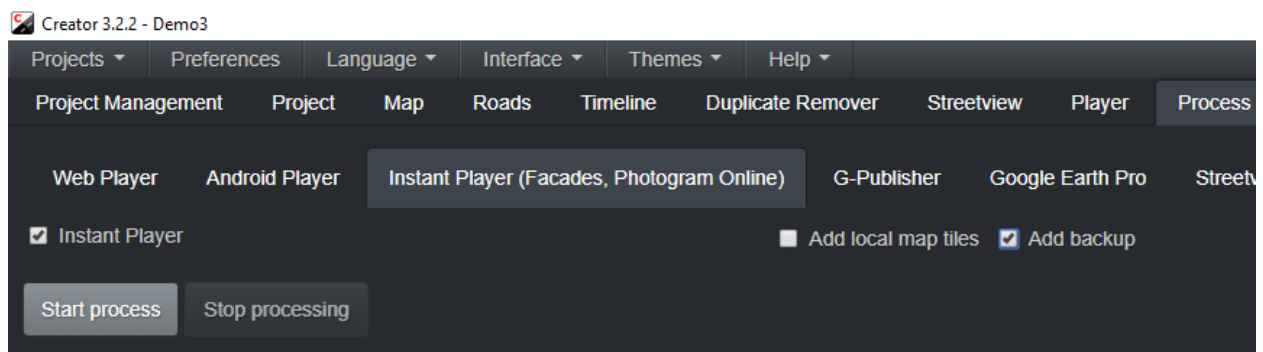 Creator 3.2.2 - Demo3
Projects Preferences Language Interface Themes Help
Project Management Project Map Roads Timeline Duplicate Remover Streetview Player Process
Web Player Android Player Instant Player (Facades, Photogram Online) G-Publisher Google Earth Pro
Instant Player Add local map tiles Add backup
Start process Stop processing